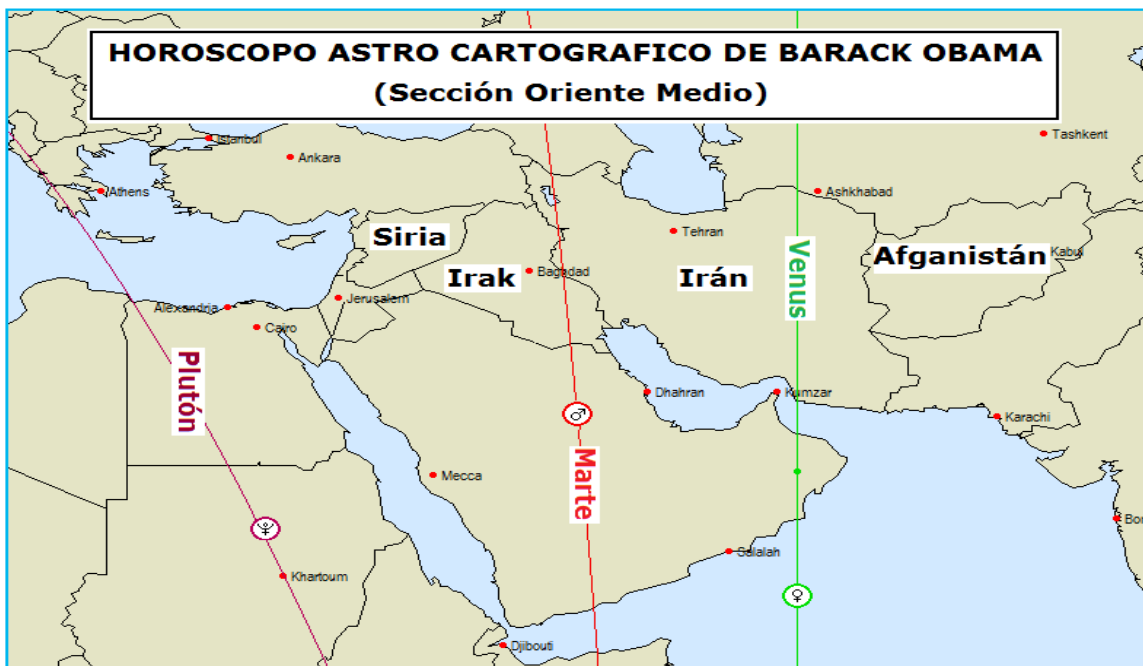 HOROSCOPO ASTRO CARTOGRAFICO DE BARACK OBAMA
(Sección Oriente Medio)
Istanbul
Ankara
Athens
Tashkent
Ashkhabad
Siria
Tehran
Afganistán
Kabul
Irak
Baghdad
Irán
Venus
Jerusalem
Alexandria
Cairo
Plutón
Dhahran
Kumzar
Karachi
Marte
Mecca
Salalah
Khartoum
Djibouti